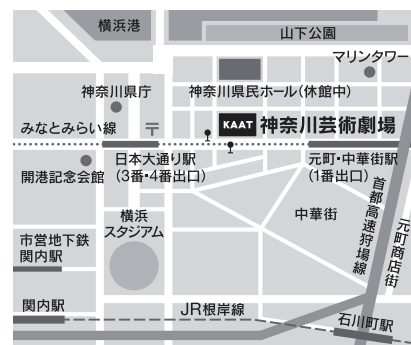 横浜港
山下公園
マリンタワー
神奈川県庁
神奈川県民ホール(休館中)
みなとみらい線
〒
KAAT 神奈川芸術劇場
開港記念会館
日本大通り駅
(3番・4番出口)
元町・中華街駅
(1番出口)
横浜
スタジアム
中華街
首都高速狩場線
元町商店街
市営地下鉄
関内駅
関内駅
JR根岸線
石川町駅